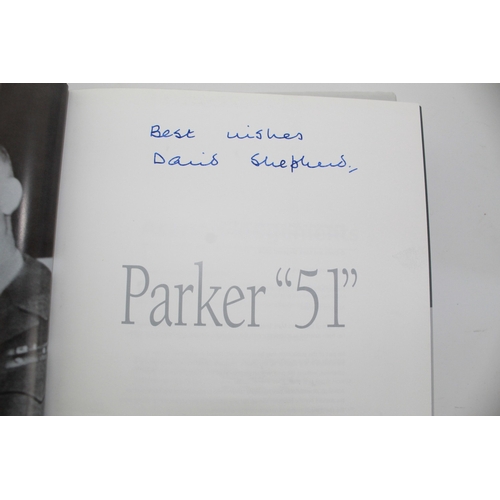 Best wishes
David Shepherd
Parker “51”